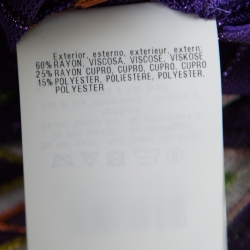 Exterior, esterno, exterieur, extern:
60% RAYON, VISCOSA, VISCOSE, VISKOSE
25% RAYON CUPRO, CUPRO, CUPRO, CUPRO
15% POLYESTER, POLIESTERE, POLYESTER,
POLYESTER